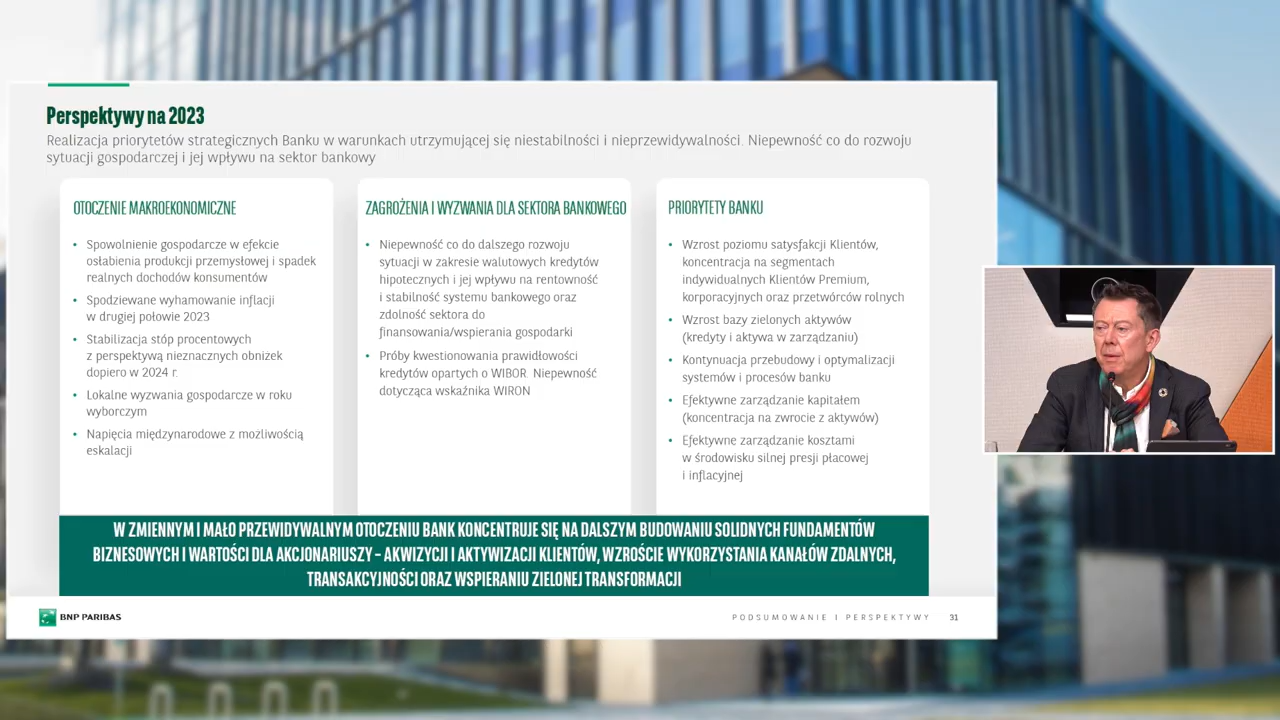 Perspektywy na 2023
Realizacja priorytetów strategicznych Banku w warunkach utrzymującej się niestabilności i nieprzewidywalności. Niepewność co do rozwoju
sytuacji gospodarczej i jej wpływu na sektor bankowy
OTOCZENIE MAKROEKONOMICZNE
• Spowolnienie gospodarcze w efekcie
osłabienia produkcji przemysłowej i spadek
realnych dochodów konsumentów
• Spodziewane wyhamowanie inflacji
w drugiej połowie 2023
• Stabilizacja stóp procentowych
z perspektywą nieznacznych obniżek
dopiero w 2024 r.
• Lokalne wyzwania gospodarcze w roku
wyborczym
• Napięcia międzynarodowe z możliwością
eskalacji
ZAGROŻENIA I WYZWANIA DLA SEKTORA BANKOWEGO
• Niepewność co do dalszego rozwoju
sytuacji w zakresie walutowych kredytów
hipotecznych i jej wpływu na rentowność
i stabilność systemu bankowego oraz
zdolność sektora do
finansowania/wspierania gospodarki
• Próby kwestionowania prawidłowości
kredytów opartych o WIBOR. Niepewność
dotycząca wskaźnika WIRON
PRIORYTETY BANKU
• Wzrost poziomu satysfakcji Klientów,
koncentracja na segmentach
indywidualnych Klientów Premium,
korporacyjnych oraz przetwórców rolnych
• Wzrost bazy zielonych aktywów
(kredyty i aktywa w zarządzaniu)
• Kontynuacja przebudowy i optymalizacji
systemów i procesów banku
• Efektywne zarządzanie kapitałem
(koncentracja na zwrocie z aktywów)
• Efektywne zarządzanie kosztami
w środowisku silnej presji płacowej
i inflacyjnej
W ZMIENNYM I MAŁO PRZEWIDYWALNYM OTOCZENIU BANK KONCENTRUJE SIĘ NA DALSZYM BUDOWANIU SOLIDNYCH FUNDAMENTÓW
BIZNESOWYCH I WARTOŚCI DLA AKCJONARIUSZY – AKWIZYCJI I AKTYWIZACJI KLIENTÓW, WZROŚCIE WYKORZYSTANIA KANAŁÓW ZDALNYCH,
TRANSAKCYJNOŚCI ORAZ WSPIERANIU ZIELONEJ TRANSFORMACJI
BNP PARIBAS
PODSUMOWANIE I PERSPEKTYWY 31